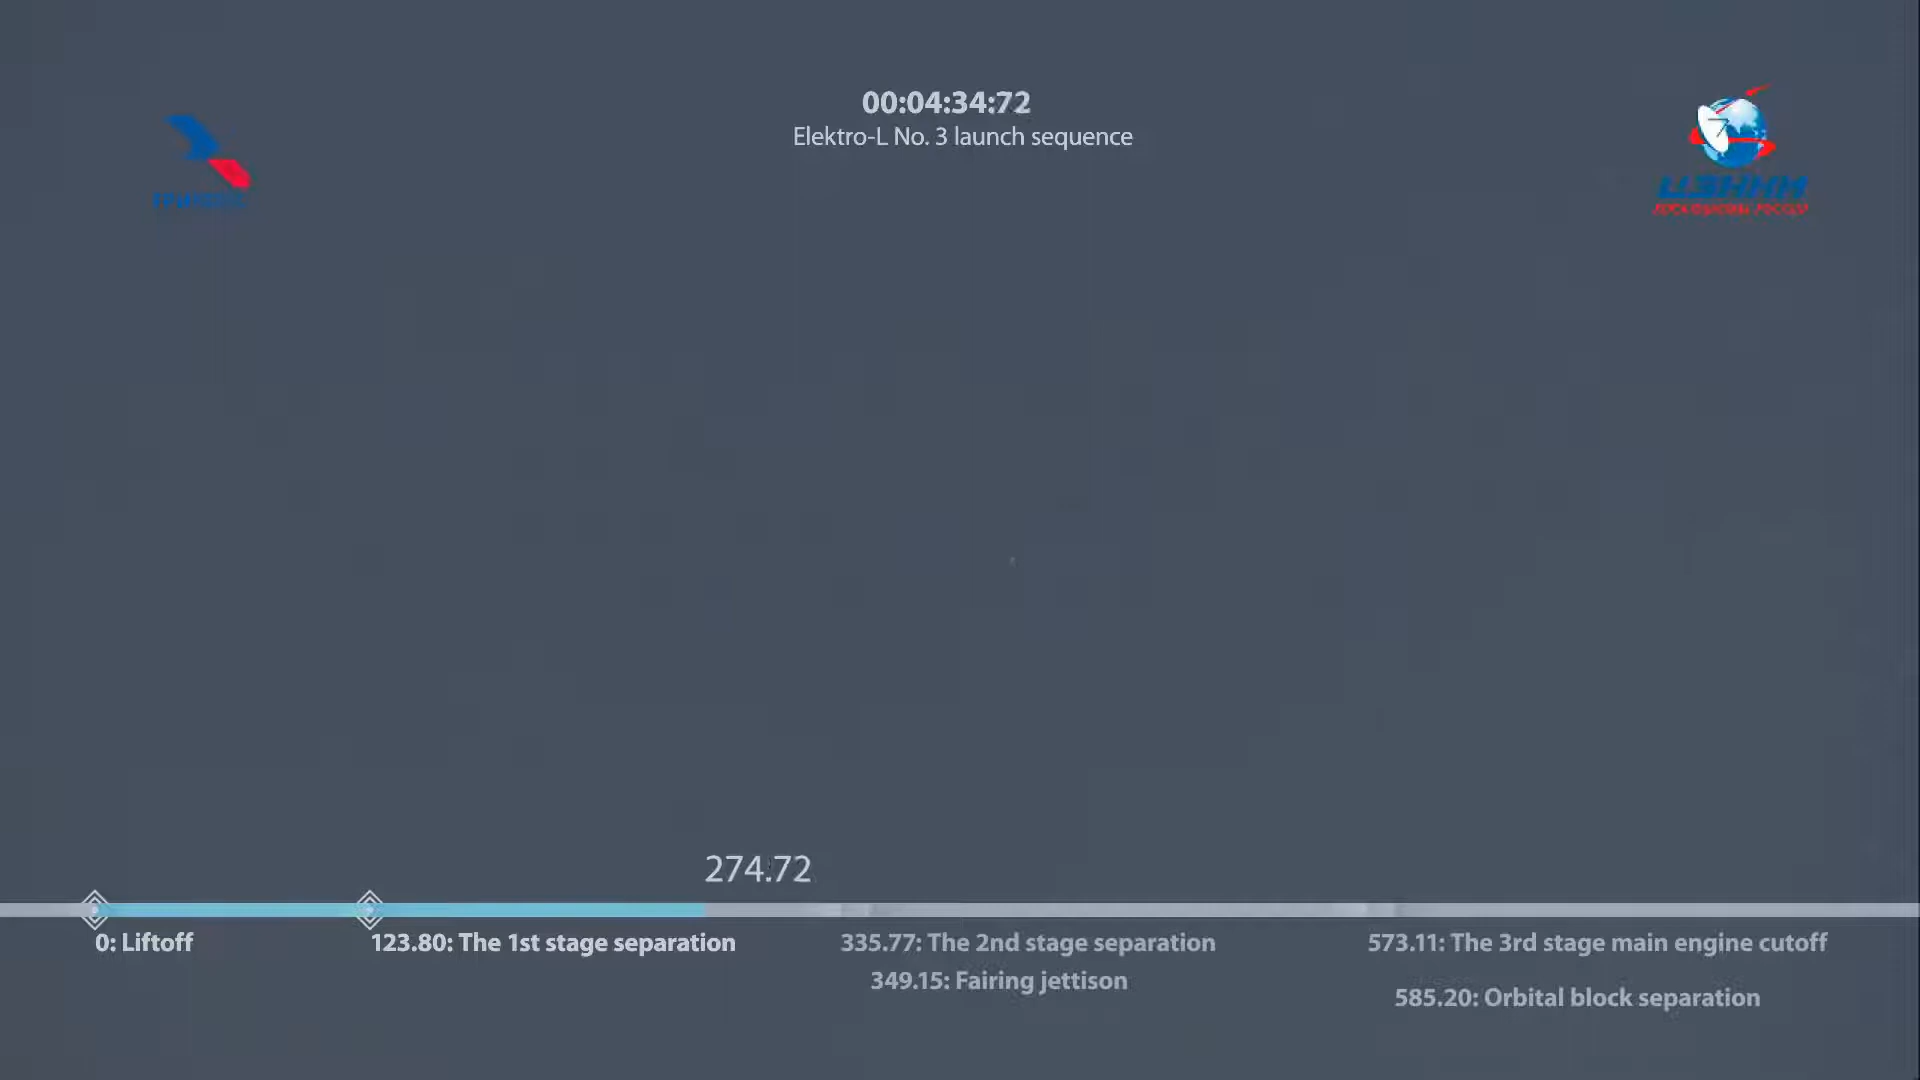 00:04:34:72
Elektro-L No. 3 launch sequence
ЦЭНКИ
274.72
0: Liftoff
123.80: The 1st stage separation
335.77: The 2nd stage separation
573.11: The 3rd stage main engine cutoff
349.15: Fairing jettison
585.20: Orbital block separation